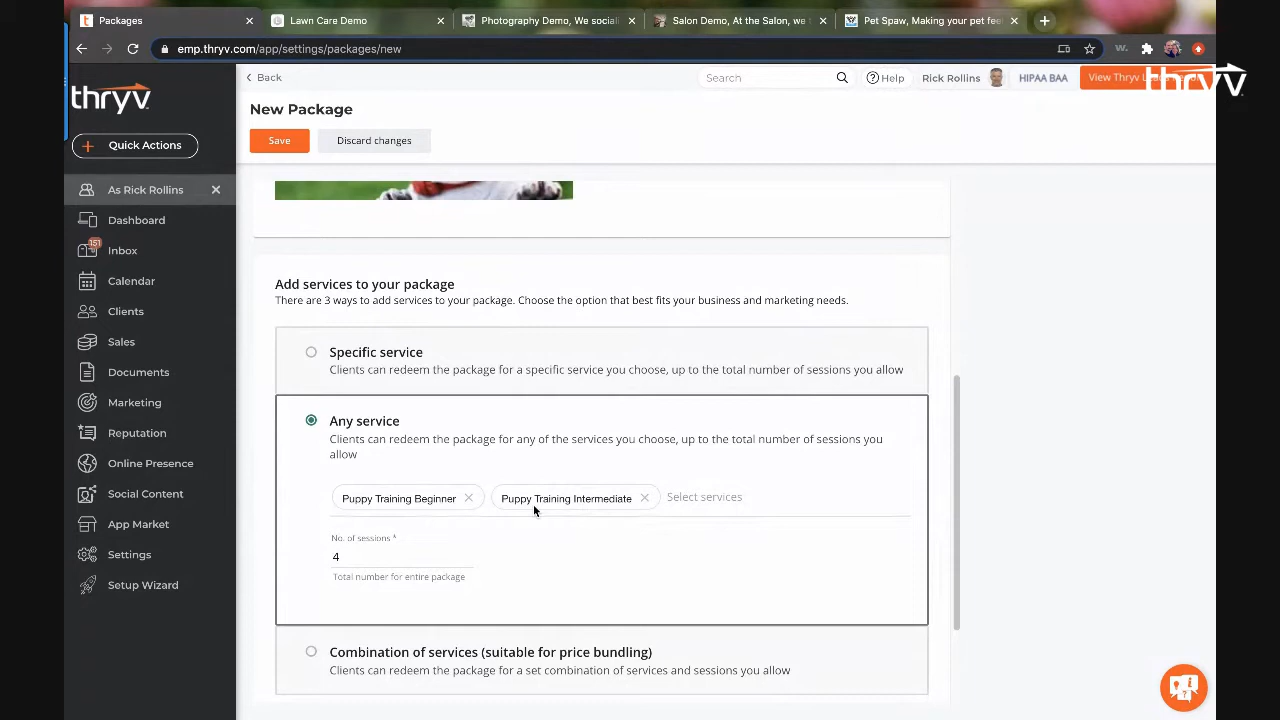 Packages
Lawn Care Demo
Photography Demo, We sociali
Salon Demo, At the Salon, we t
Pet Spaw, Making your pet fee
emp.thryv.com/app/settings/packages/new
W.
thryv
Quick Actions
As Rick Rollins
Dashboard
151
Inbox
Calendar
Clients
Sales
Documents
Marketing
Reputation
Online Presence
Social Content
App Market
Settings
Setup Wizard
Back
Search
Help
Rick Rollins
HIPAA BAA
View Thryv
thryv
New Package
Save
Discard changes
Add services to your package
There are 3 ways to add services to your package. Choose the option that best fits your business and marketing needs.
Specific service
Clients can redeem the package for a specific service you choose, up to the total number of sessions you allow
Any service
Clients can redeem the package for any of the services you choose, up to the total number of sessions you
allow
Puppy Training Beginner
Puppy Training Intermediate
Select services
No. of sessions *
4
Total number for entire package
Combination of services (suitable for price bundling)
Clients can redeem the package for a set combination of services and sessions you allow